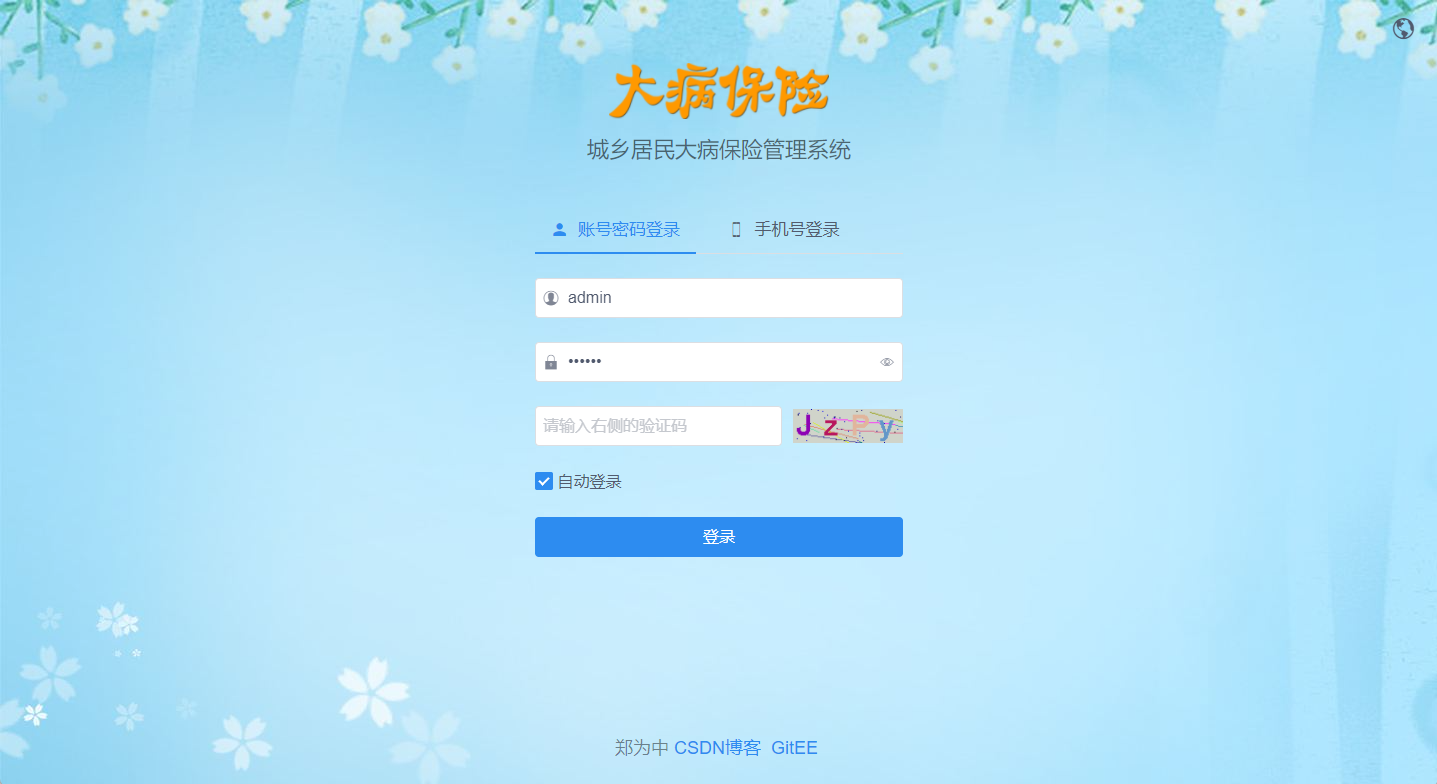 大病保险
城乡居民大病保险管理系统
账号密码登录 手机号登录
admin
••••••
请输入右侧的验证码 JzPy
自动登录
登录
郑为中 CSDN博客 GitEE